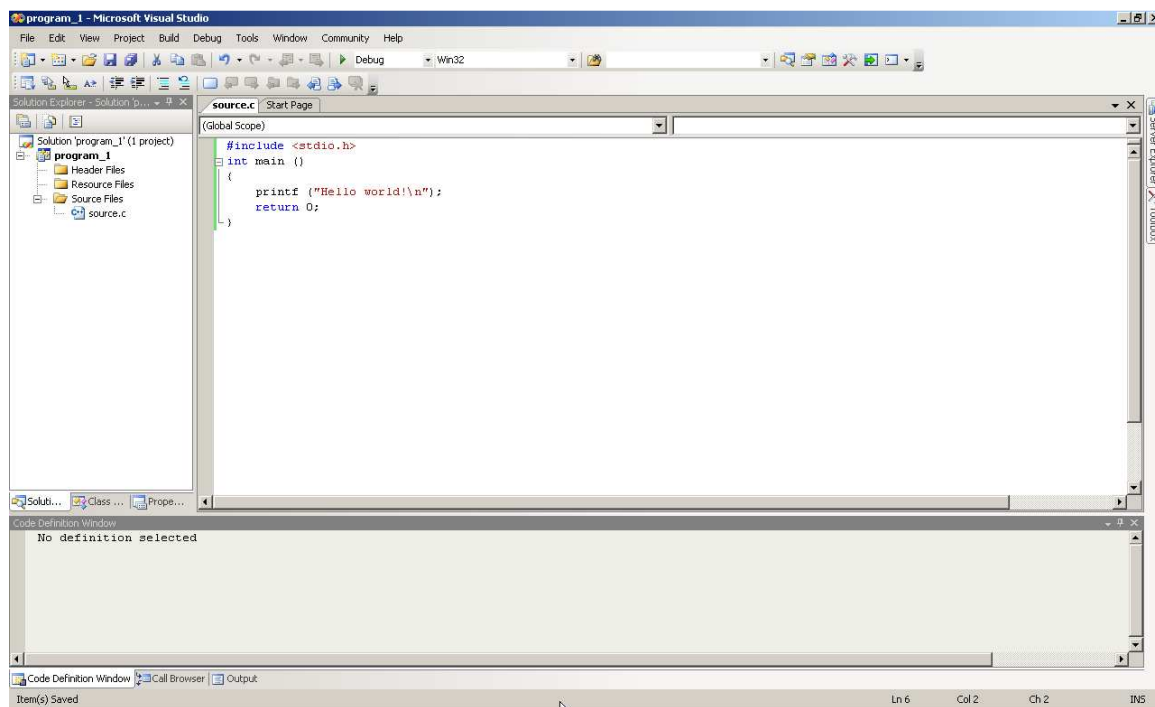 program_1 - Microsoft Visual Studio
File Edit View Project Build Debug Tools Window Community Help
Debug Win32
Solution Explorer - Solution 'p...
source.c Start Page
(Global Scope)
Solution 'program_1' (1 project)
program_1
Header Files
Resource Files
Source Files
source.c
#include <stdio.h>
int main ()
{
printf ("Hello world!\n");
return 0;
}
Server Explorer
Toolbox
Soluti... Class ... Prope...
Code Definition Window
No definition selected
Code Definition Window Call Browser Output
Item(s) Saved Ln 6 Col 2 Ch 2 INS